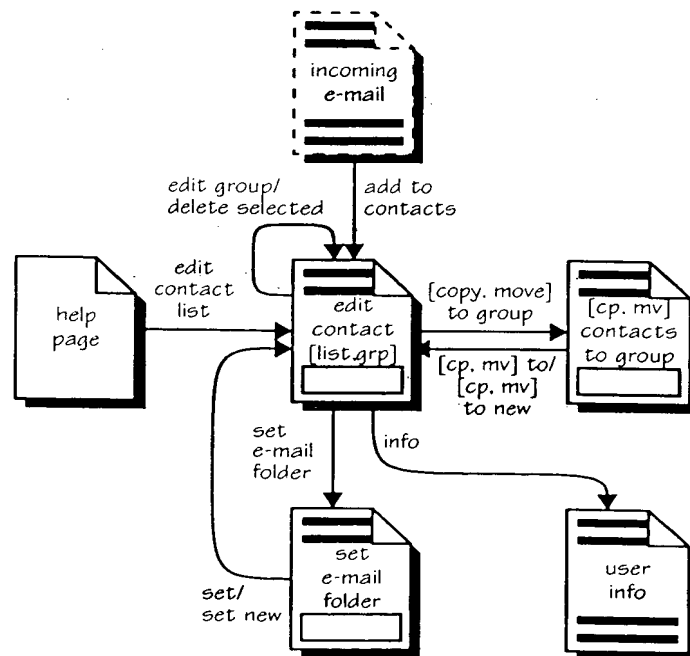 incoming
e-mail
edit group/
delete selected
add to
contacts
edit
contact
list
help
page
edit
contact
[list.grp]
[copy. move]
to group
[cp. mv]
contacts
to group
[cp. mv] to/
[cp. mv]
to new
set
e-mail
folder
info
set
e-mail
folder
set/
set new
user
info